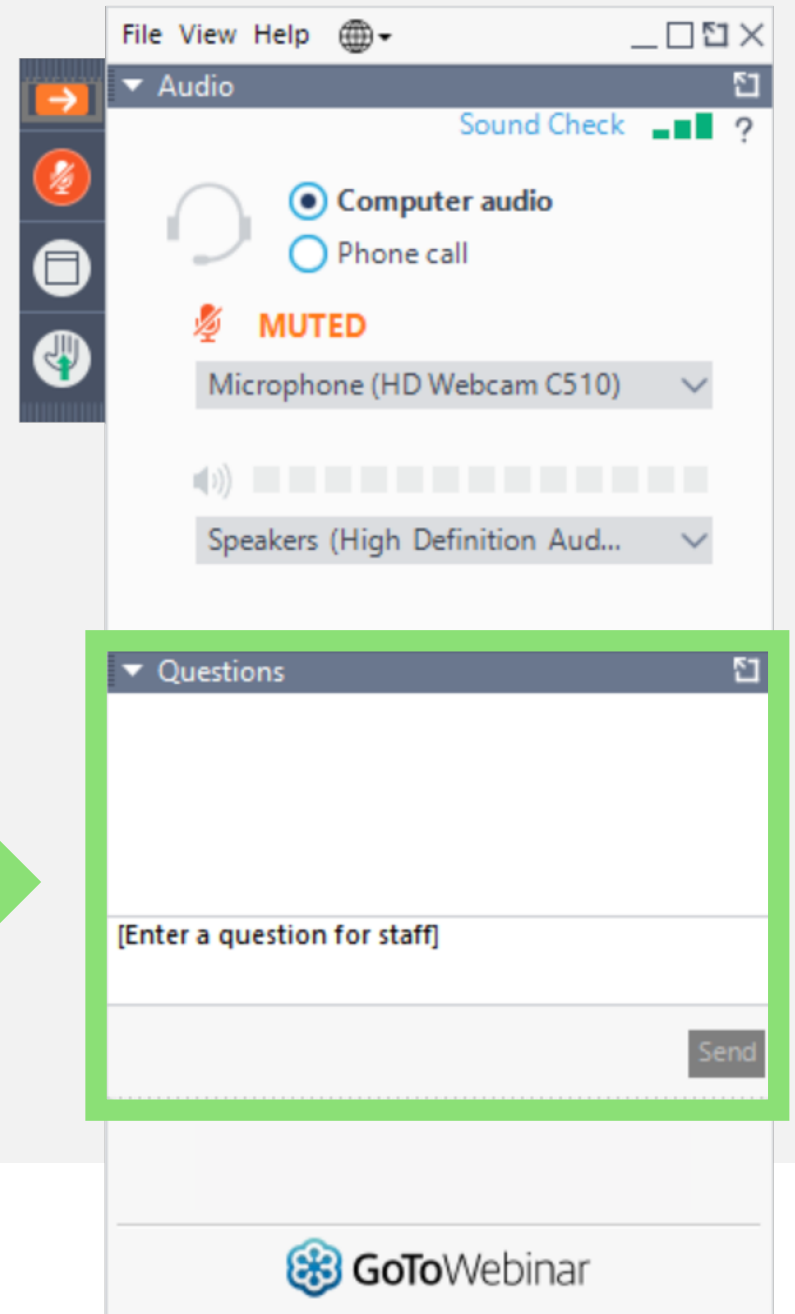 File View Help
Audio
Sound Check ?
Computer audio
Phone call
MUTED
Microphone (HD Webcam C510)
Speakers (High Definition Aud...
Questions
[Enter a question for staff]
Send
GoToWebinar